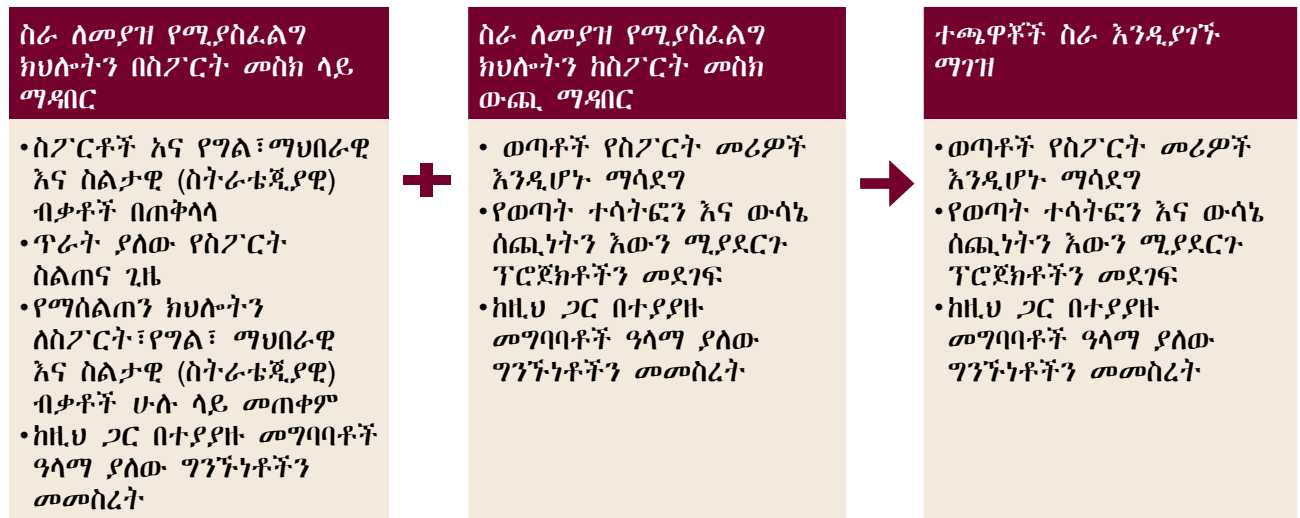 ስራ ለመያዝ የሚያስፈልግ
ክህሎትን በስፖርት መስክ ላይ
ማዳበር
•ስፖርቶች እና የግል፣ማህበራዊ
እና ስልታዊ (ስትራቴጂያዊ)
ብቃቶች በጠቅላላ
•ጥራት ያለው የስፖርት
ስልጠና ጊዜ
•የማሰልጠን ክህሎትን
ለስፖርት፣የግል፣ ማህበራዊ
እና ስልታዊ (ስትራቴጂያዊ)
ብቃቶች ሁሉ ላይ መጠቀም
•ከዚህ ጋር በተያያዙ መግባባቶች
ዓላማ ያለው ግንኙነቶችን
መመስረት
ስራ ለመያዝ የሚያስፈልግ
ክህሎትን ከስፖርት መስክ
ውጪ ማዳበር
• ወጣቶች የስፖርት መሪዎች
እንዲሆኑ ማሳደግ
•የወጣት ተሳትፎን እና ውሳኔ
ሰጪነትን እውን ሚያደርጉ
ፕሮጀክቶችን መደገፍ
•ከዚህ ጋር በተያያዙ
መግባባቶች ዓላማ ያለው
ግንኙነቶችን መመስረት
ተጫዋቾች ስራ እንዲያገኙ
ማገዝ
•ወጣቶች የስፖርት መሪዎች
እንዲሆኑ ማሳደግ
•የወጣት ተሳትፎን እና ውሳኔ
ሰጪነትን እውን ሚያደርጉ
ፕሮጀክቶችን መደገፍ
•ከዚህ ጋር በተያያዙ
መግባባቶች ዓላማ ያለው
ግንኙነቶችን መመስረት